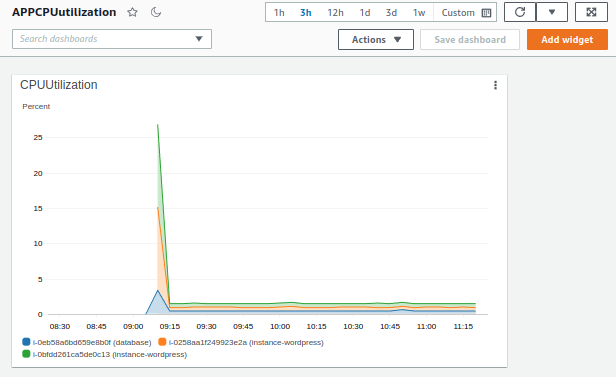 APPCPUutilization
1h 3h 12h 1d 3d 1w Custom
Search dashboards
Actions Save dashboard Add widget
CPUUtilization
Percent
25
20
15
10
5
0
08:30 08:45 09:00 09:15 09:30 09:45 10:00 10:15 10:30 10:45 11:00 11:15
i-0eb58a6bd659e8b0f (database) i-0258aa1f249923e2a (instance-wordpress)
i-0bfdd261ca5de0c13 (instance-wordpress)